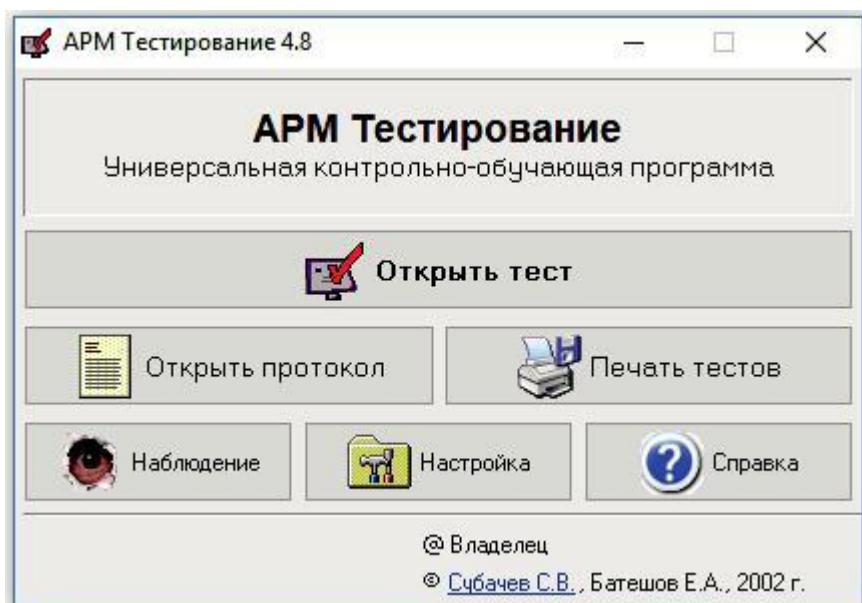 АРМ Тестирование 4.8
АРМ Тестирование
Универсальная контрольно-обучающая программа
Открыть тест
Открыть протокол
Печать тестов
Наблюдение
Настройка
Справка
@ Владелец
© Субачев С.В., Батешов Е.А., 2002 г.